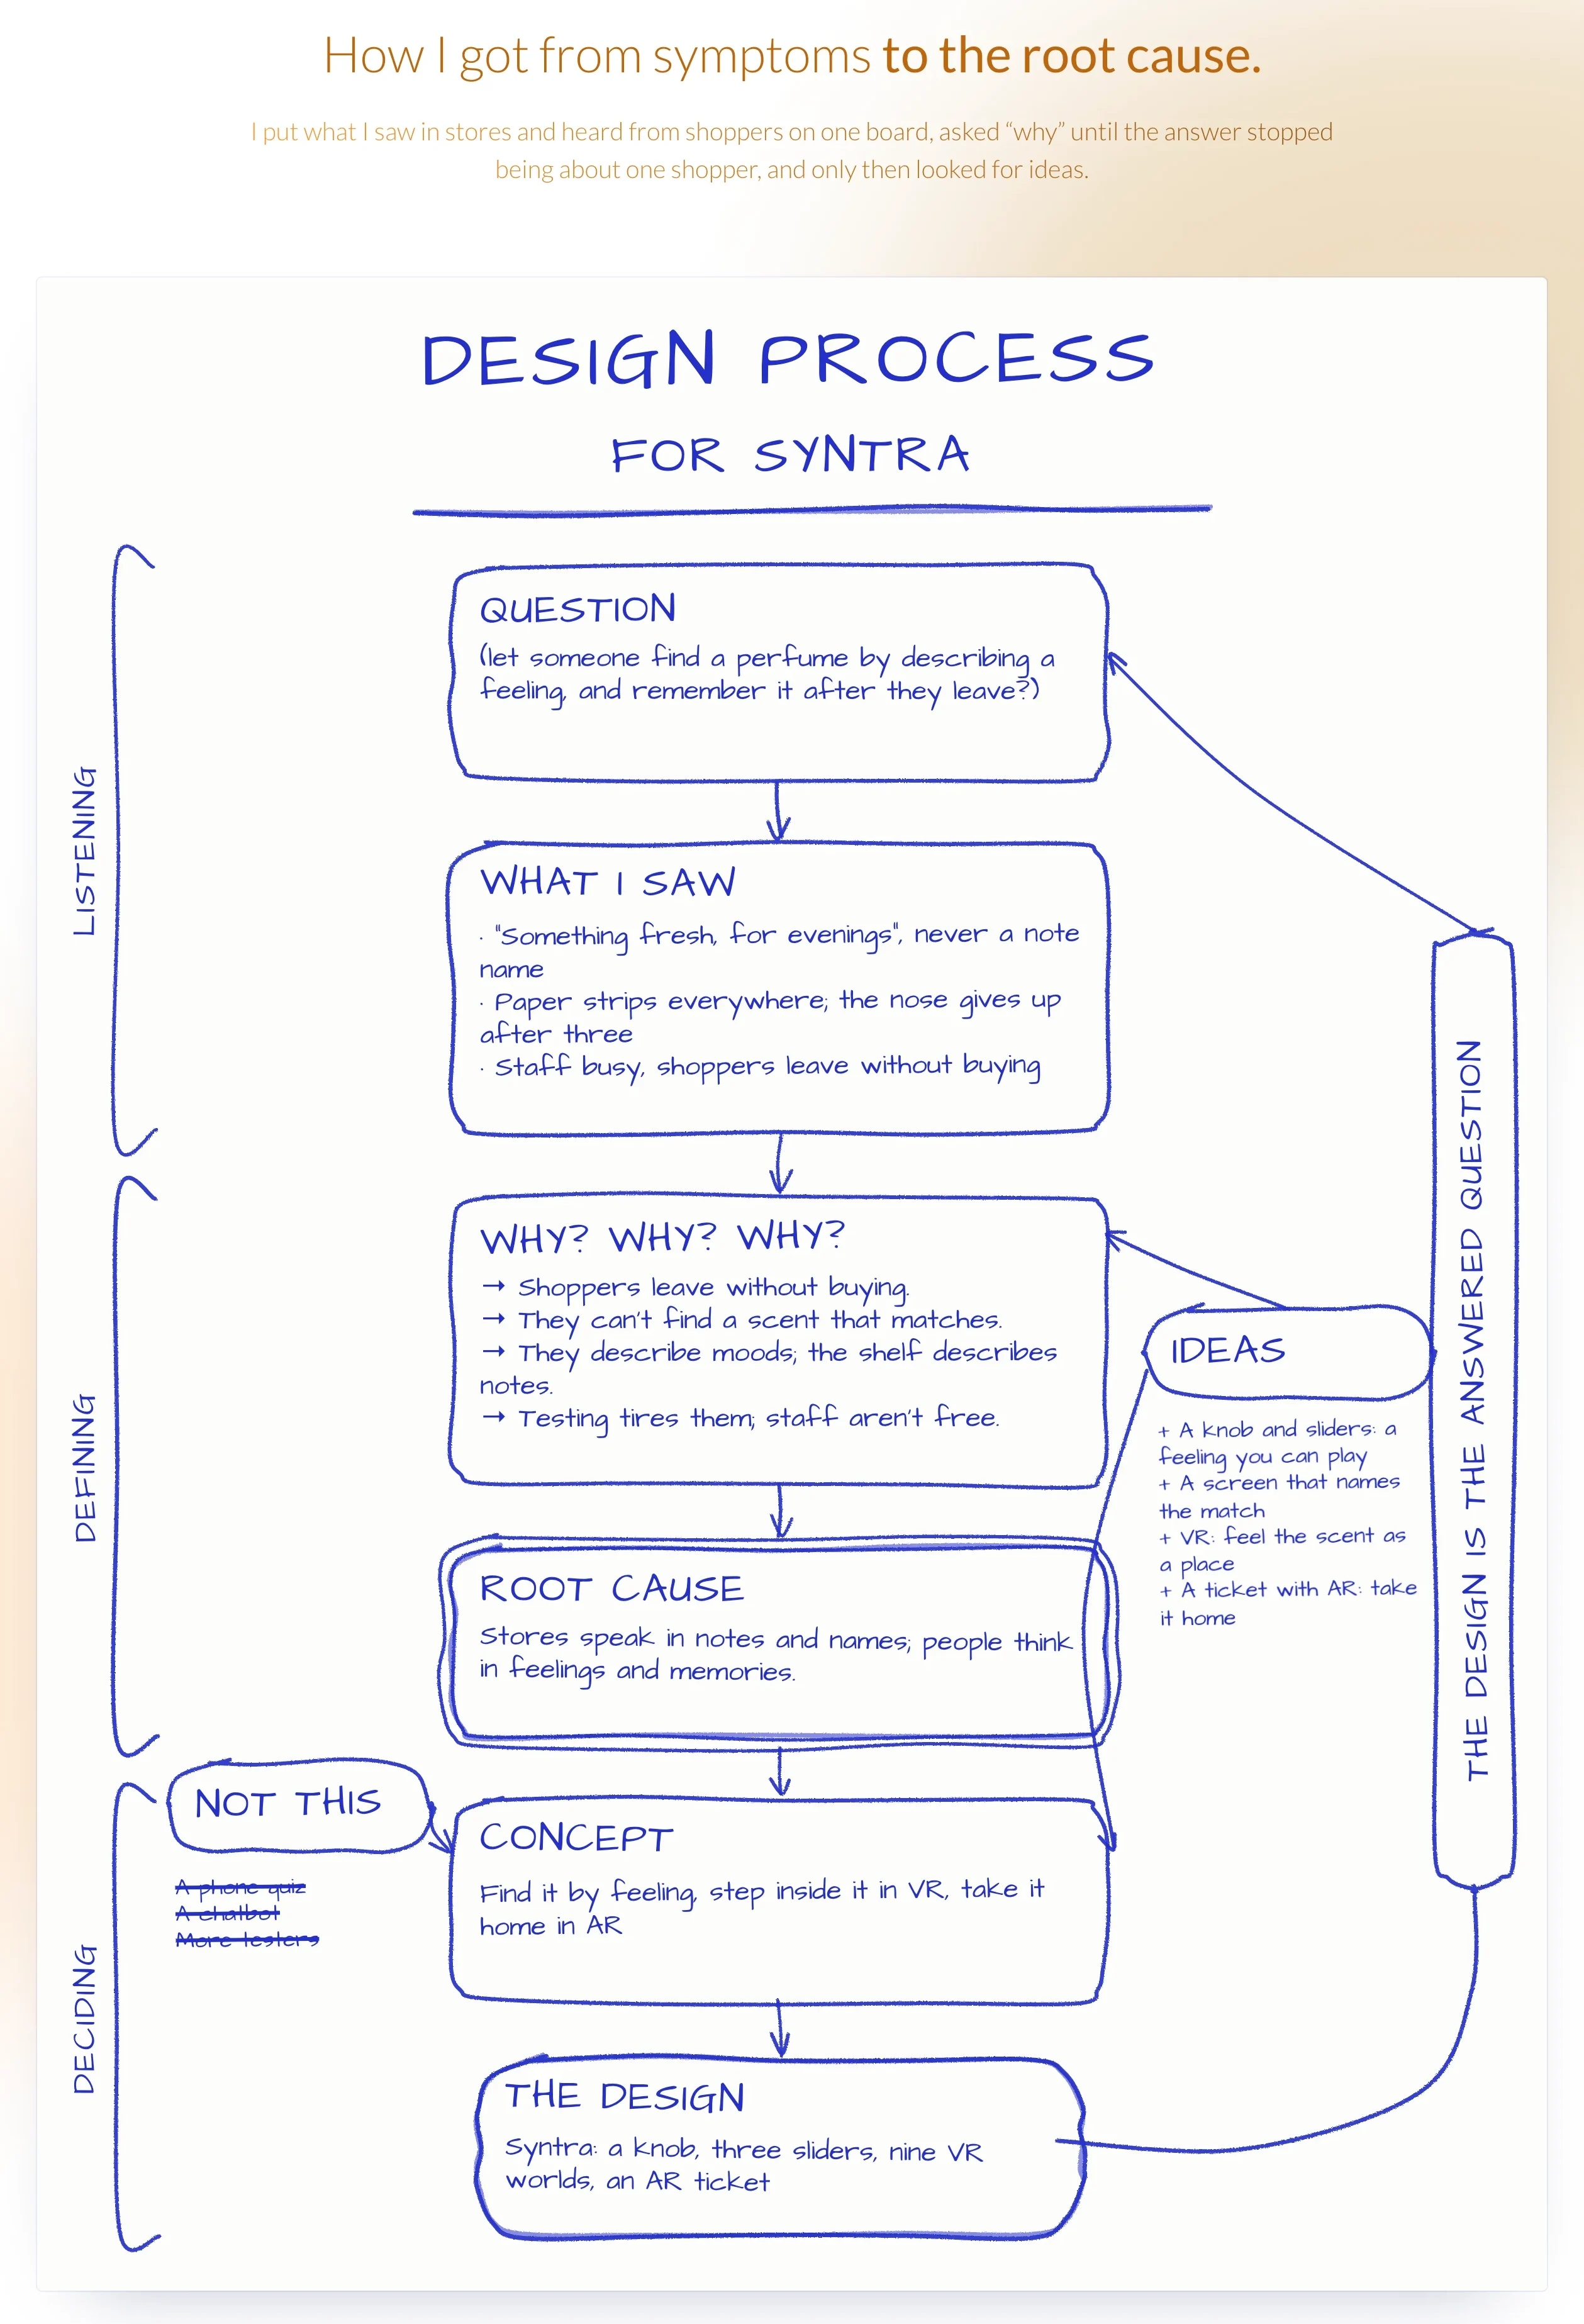 How I got from symptoms to the root cause.
I put what I saw in stores and heard from shoppers on one board, asked “why” until the answer stopped
being about one shopper, and only then looked for ideas.
DESIGN PROCESS
FOR SYNTRA
LISTENING
QUESTION
(let someone find a perfume by describing a
feeling, and remember it after they leave?)
WHAT I SAW
· "Something fresh, for evenings", never a note
name
· Paper strips everywhere; the nose gives up
after three
· Staff busy, shoppers leave without buying
DEFINING
WHY? WHY? WHY?
→ Shoppers leave without buying.
→ They can't find a scent that matches.
→ They describe moods; the shelf describes
notes.
→ Testing tires them; staff aren't free.
IDEAS
+ A knob and sliders: a
feeling you can play
+ A screen that names
the match
+ VR: feel the scent as
a place
+ A ticket with AR: take
it home
THE DESIGN IS THE ANSWERED QUESTION
ROOT CAUSE
Stores speak in notes and names; people think
in feelings and memories.
DECIDING
NOT THIS
A phone quiz
A chatbot
More testers
CONCEPT
Find it by feeling, step inside it in VR, take it
home in AR
THE DESIGN
Syntra: a knob, three sliders, nine VR
worlds, an AR ticket